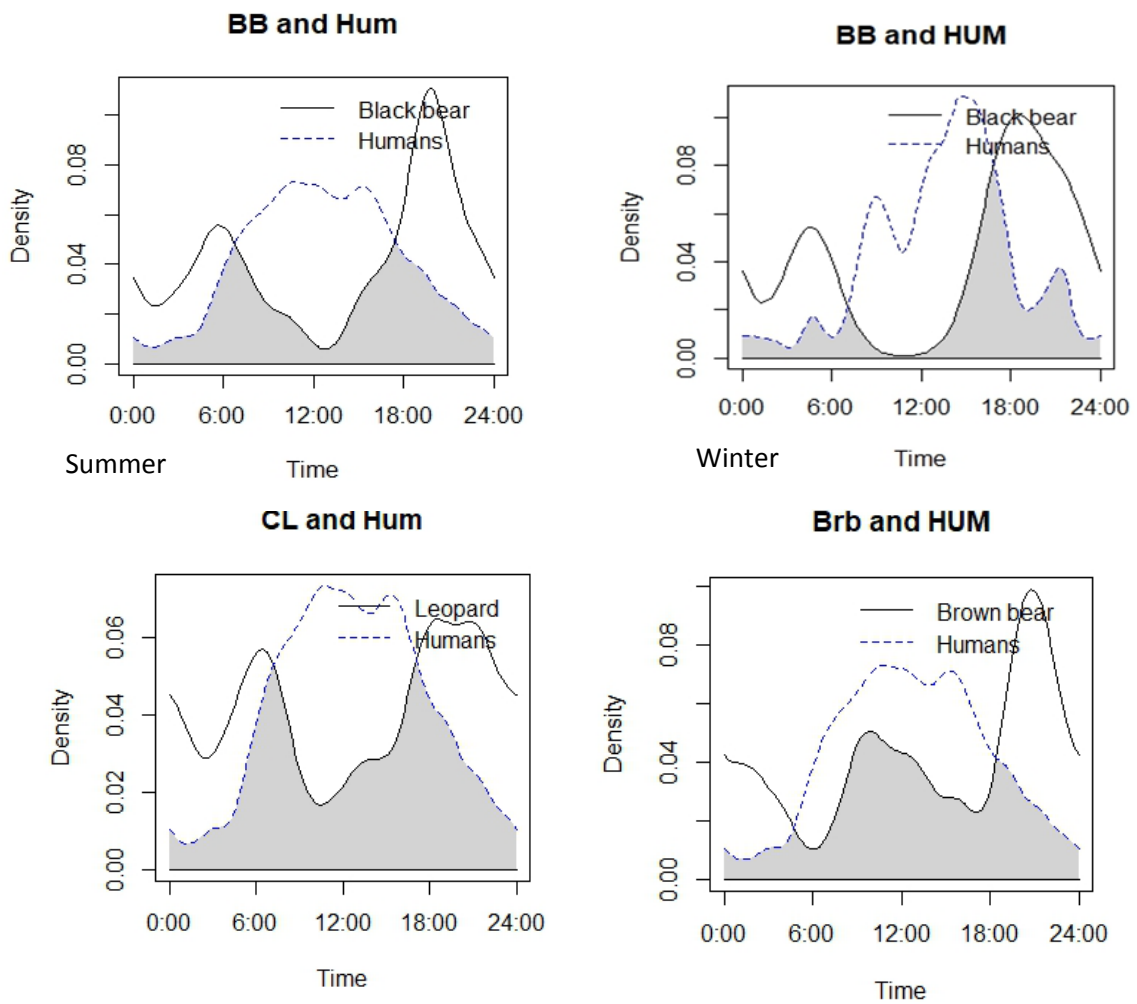 BB and Hum
Black bear
Humans
Density
0.00
0.04
0.08
0:00 6:00 12:00 18:00 24:00
Summer
Time
BB and HUM
Black bear
Humans
Density
0.00
0.04
0.08
0:00 6:00 12:00 18:00 24:00
Winter
Time
CL and Hum
Leopard
Humans
Density
0.00
0.02
0.04
0.06
0:00 6:00 12:00 18:00 24:00
Time
Brb and HUM
Brown bear
Humans
Density
0.00
0.04
0.08
0:00 6:00 12:00 18:00 24:00
Time